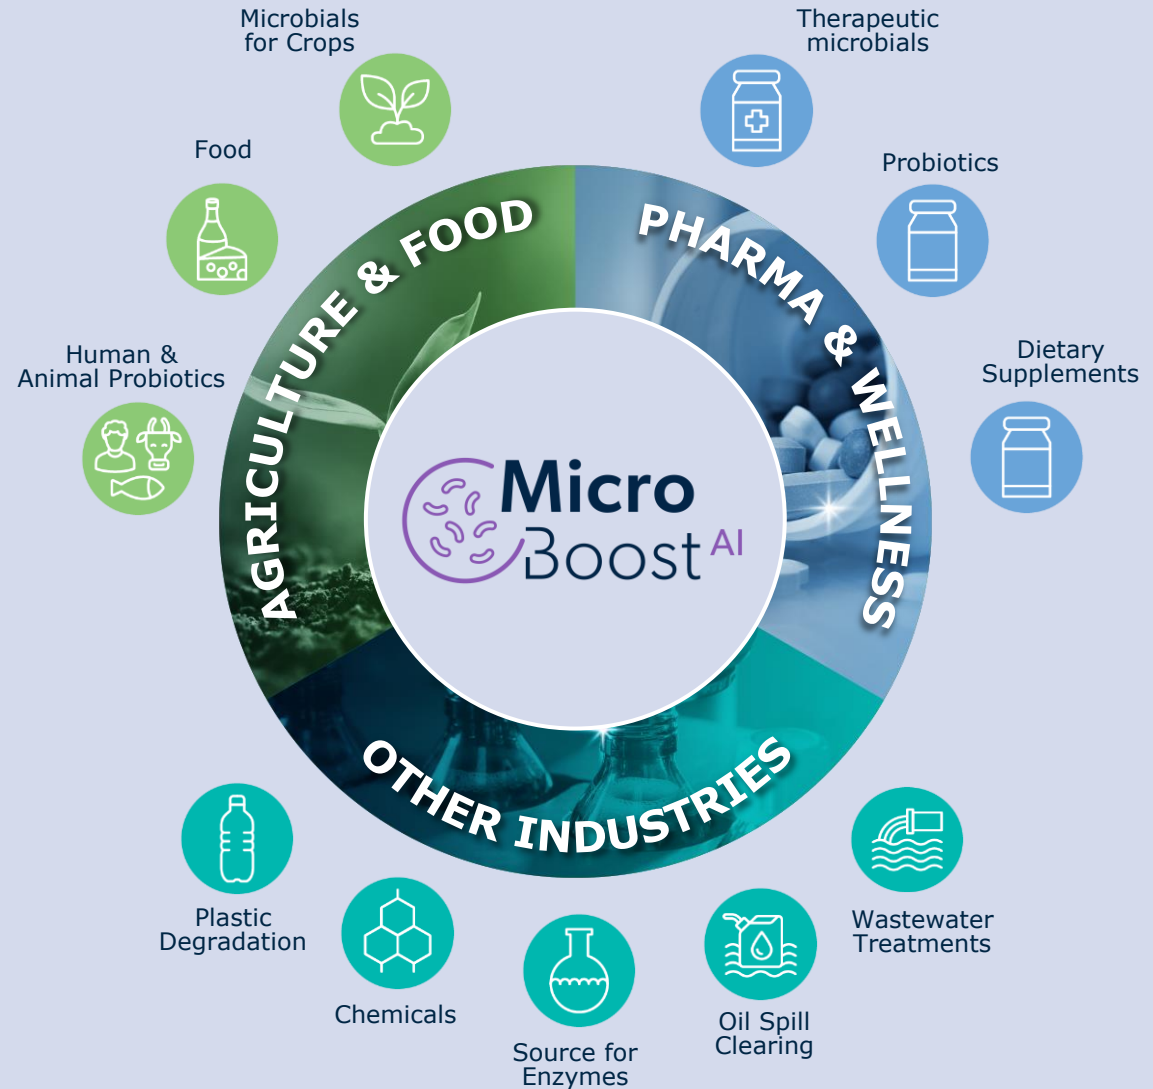 Microbials
for Crops
Therapeutic
microbials
Food
Probiotics
Human &
Animal Probiotics
Dietary
Supplements
AGRICULTURE & FOOD
PHARMA & WELLNESS
OTHER INDUSTRIES
Micro
Boost AI
Plastic
Degradation
Chemicals
Source for
Enzymes
Oil Spill
Clearing
Wastewater
Treatments